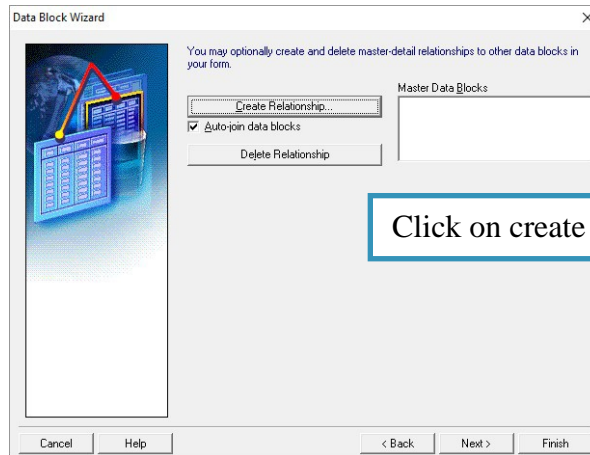 Data Block Wizard
You may optionally create and delete master-detail relationships to other data blocks in
your form.
Master Data Blocks
Create Relationship...
Auto-join data blocks
Delete Relationship
Click on create
Cancel
Help
< Back
Next >
Finish